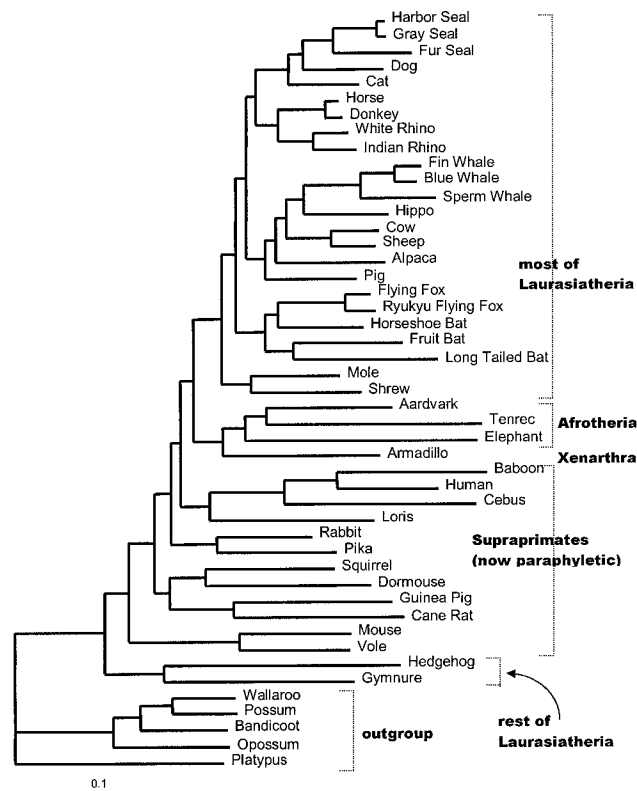 Harbor Seal
Gray Seal
Fur Seal
Dog
Cat
Horse
Donkey
White Rhino
Indian Rhino
Fin Whale
Blue Whale
Sperm Whale
Hippo
Cow
Sheep
Alpaca
most of
Laurasiatheria
Pig
Flying Fox
Ryukyu Flying Fox
Horseshoe Bat
Fruit Bat
Long Tailed Bat
Mole
Shrew
Aardvark
Tenrec
Afrotheria
Elephant
Armadillo
Xenarthra
Baboon
Human
Cebus
Loris
Rabbit
Supraprimates
(now paraphyletic)
Pika
Squirrel
Dormouse
Guinea Pig
Cane Rat
Mouse
Vole
Hedgehog
Gymnure
rest of
Laurasiatheria
Wallaroo
Possum
Bandicoot
outgroup
Opossum
Platypus
0.1